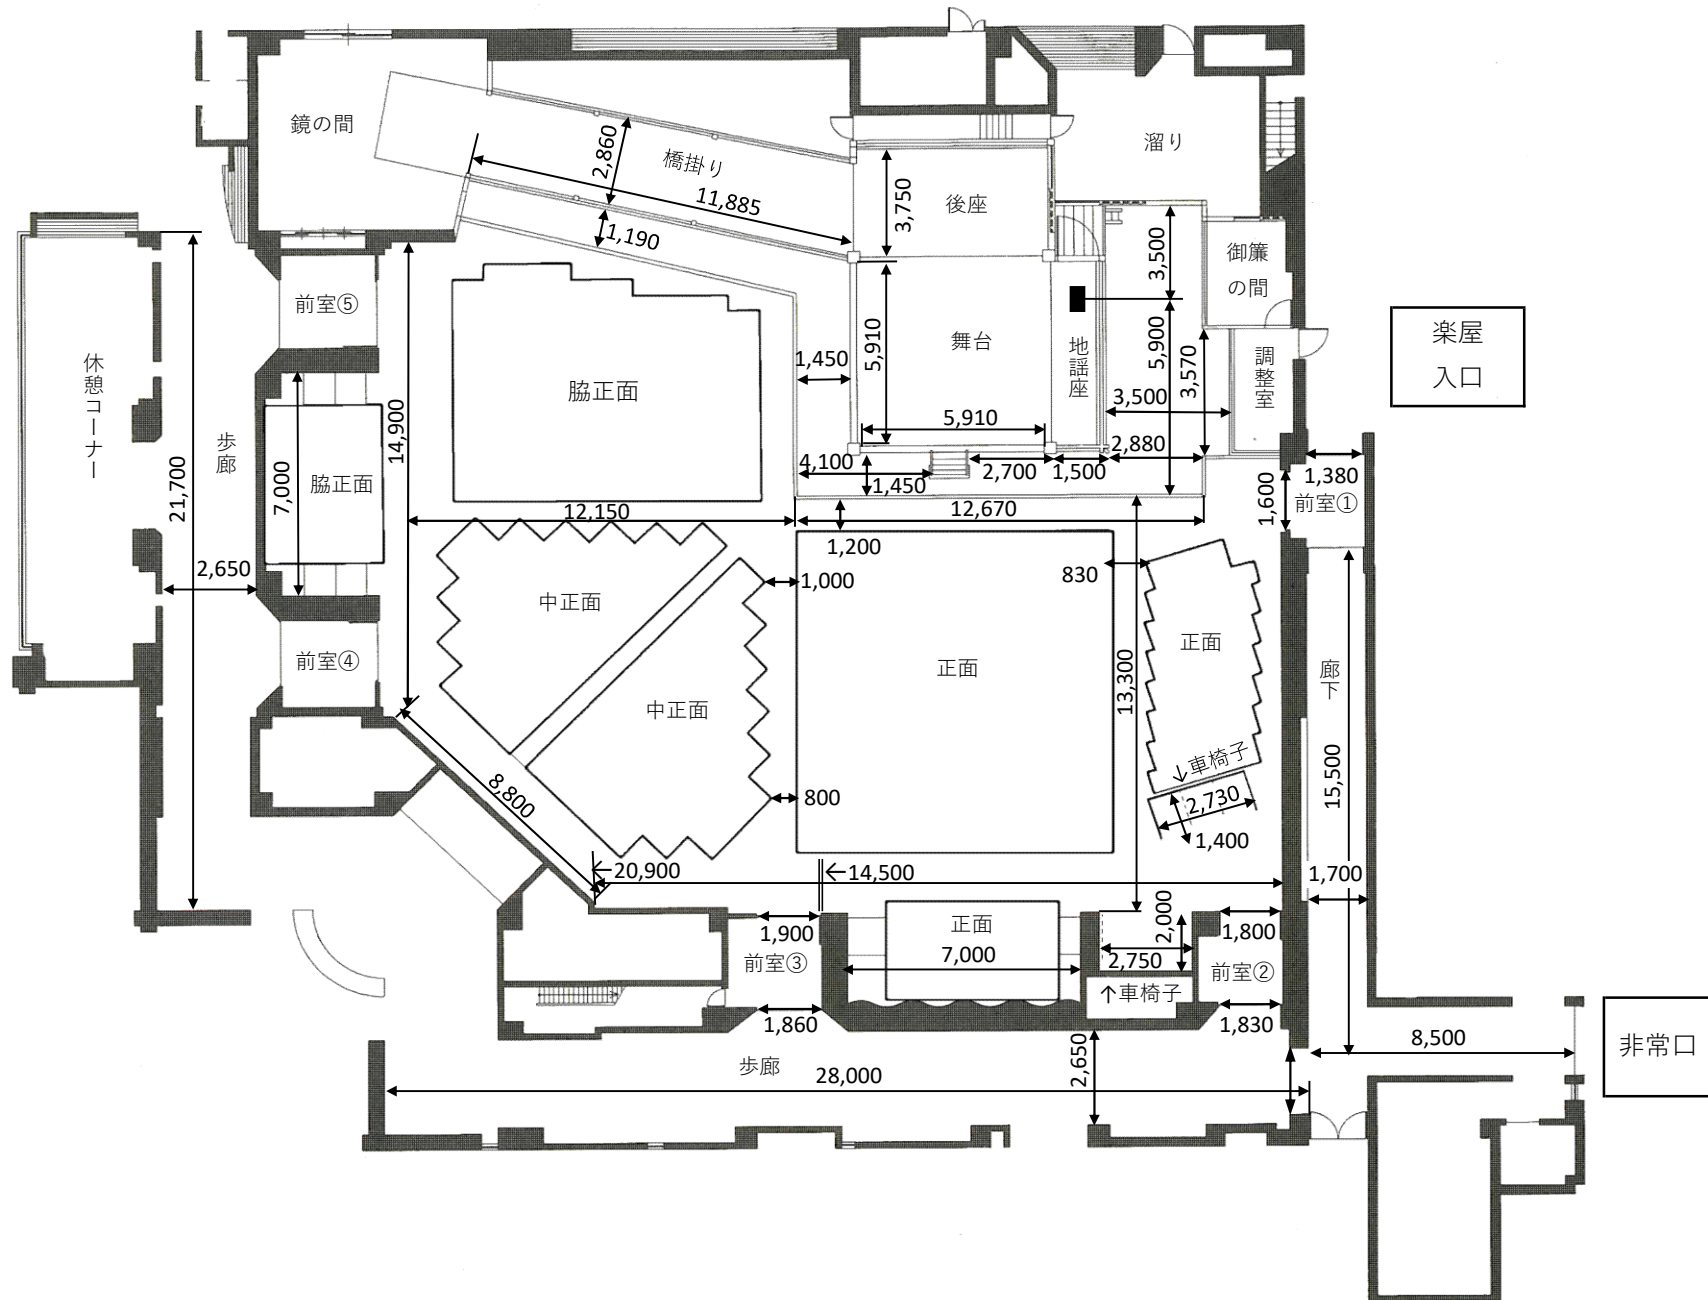 鏡の間
2,860
橋掛り
11,885
1,190
3,750
後座
溜り
3,500
御簾
の間
楽屋
入口
前室⑤
休憩コーナー
歩廊
21,700
14,900
脇正面
7,000
脇正面
1,450
5,910
舞台
5,910
地謡座
5,900
3,570
3,500
調整室
4,100
1,450
2,700
1,500
2,880
1,380
前室①
1,600
12,150
12,670
1,200
2,650
1,000
830
中正面
正面
正面
前室④
中正面
13,300
廊下
15,500
↓車椅子
2,730
1,400
8,800
800
←20,900
←14,500
1,700
1,900
前室③
1,860
正面
7,000
2,000
2,750
↑車椅子
1,800
前室②
1,830
歩廊
28,000
2,650
8,500
非常口